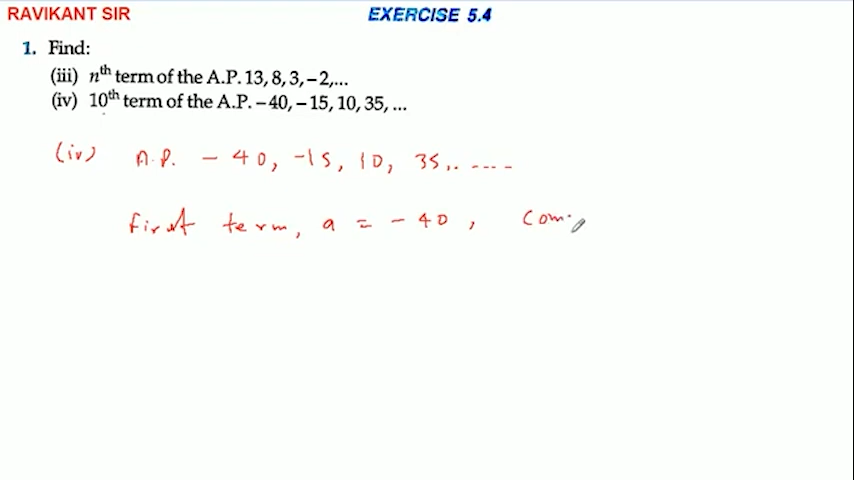 RAVIKANT SIR
EXERCISE 5.4
1. Find:
(iii) nth term of the A.P. 13, 8, 3, –2,...
(iv) 10th term of the A.P. –40, –15, 10, 35, ...
(iv) A.P. – 40, –15, 10, 35, . ....
first term, a = – 40 , Com.